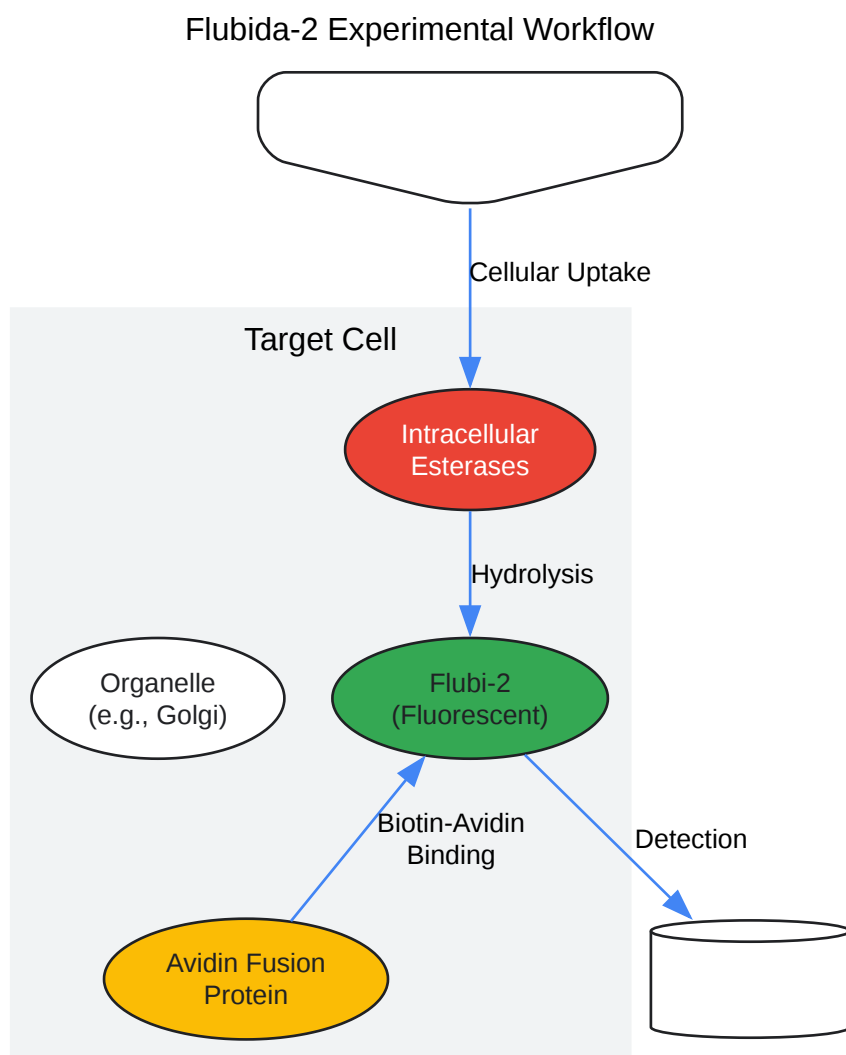 Flubida-2 Experimental Workflow
Cellular Uptake
Target Cell
Intracellular
Esterases
Hydrolysis
Organelle
(e.g., Golgi)
Flubi-2
(Fluorescent)
Biotin-Avidin
Binding
Detection
Avidin Fusion
Protein